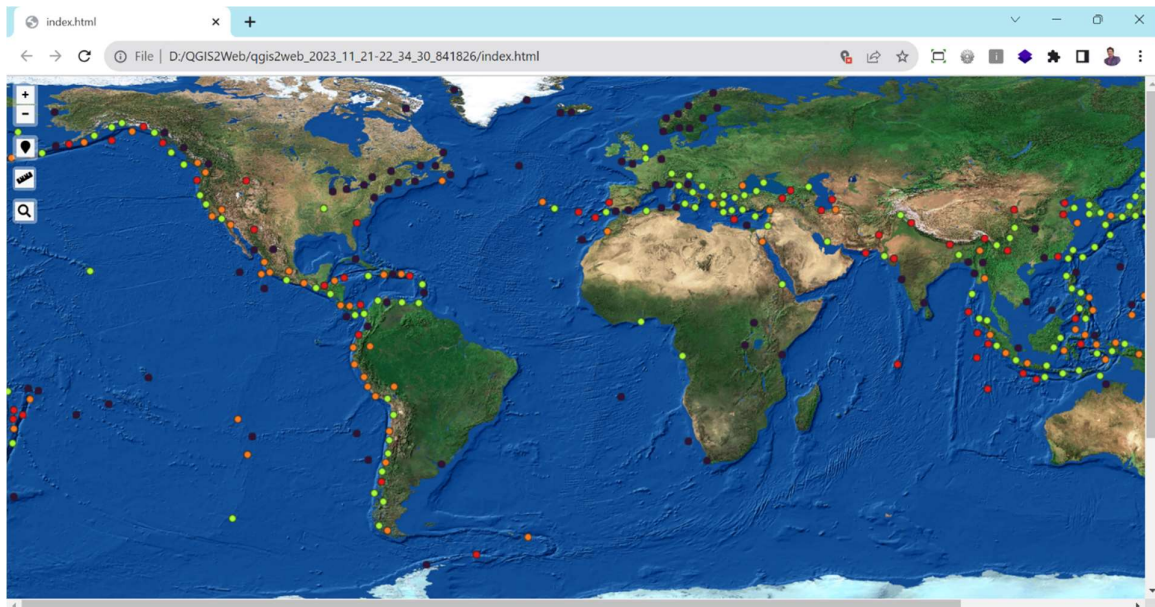 index.html
File | D:/QGIS2Web/qgis2web_2023_11_21-22_34_30_841826/index.html
+
−